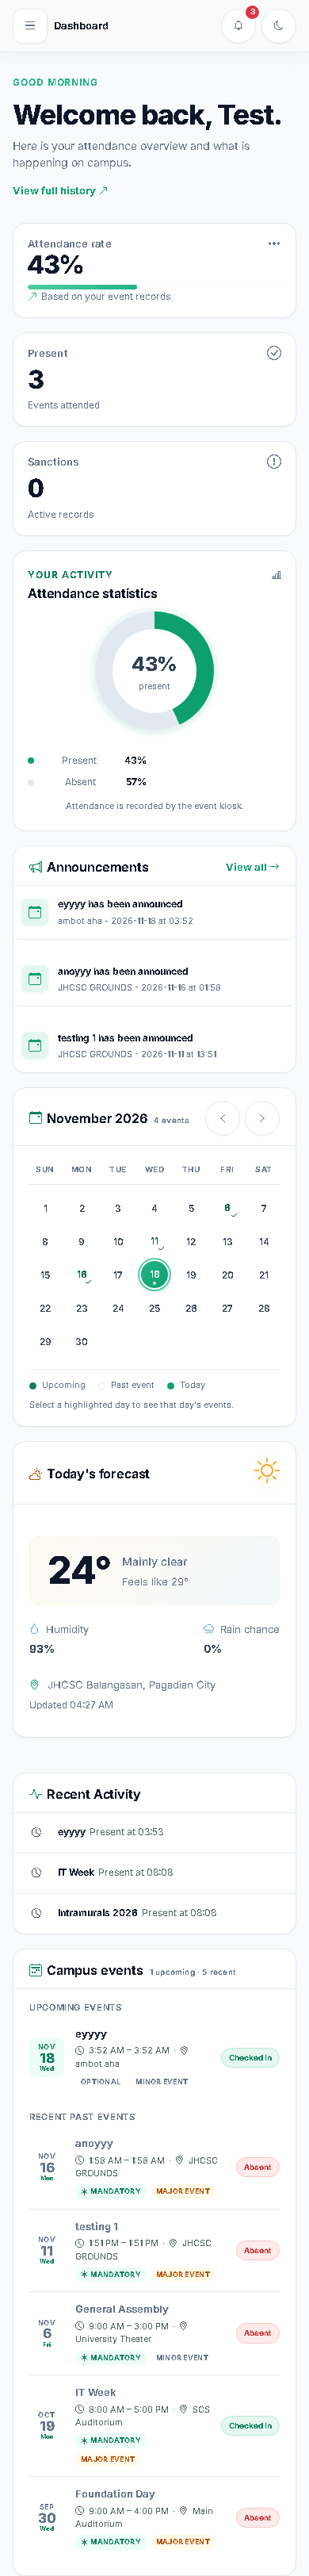 Dashboard
3
GOOD MORNING
Welcome back, Test.
Here is your attendance overview and what is
happening on campus.
View full history ↗
Attendance rate
43%
↗ Based on your event records
Present
3
Events attended
Sanctions
0
Active records
YOUR ACTIVITY
Attendance statistics
43%
present
Present 43%
Absent 57%
Attendance is recorded by the event kiosk.
Announcements View all →
eyyyy has been announced
ambot aha - 2026-11-18 at 03:52
anoyyy has been announced
JHCSC GROUNDS - 2026-11-16 at 01:58
testing 1 has been announced
JHCSC GROUNDS - 2026-11-11 at 13:51
November 2026 4 events
SUN MON TUE WED THU FRI SAT
1 2 3 4 5 6 7
8 9 10 11 12 13 14
15 16 17 18 19 20 21
22 23 24 25 26 27 28
29 30
Upcoming Past event Today
Select a highlighted day to see that day's events.
Today's forecast
24° Mainly clear
Feels like 29°
Humidity Rain chance
93% 0%
JHCSC Balangasan, Pagadian City
Updated 04:27 AM
Recent Activity
eyyyy Present at 03:53
IT Week Present at 08:08
Intramurals 2026 Present at 08:08
Campus events 1 upcoming · 5 recent
UPCOMING EVENTS
NOV
18
Wed
eyyyy
3:52 AM – 3:52 AM ·
ambot aha
OPTIONAL MINOR EVENT
Checked in
RECENT PAST EVENTS
NOV
16
Mon
anoyyy
1:58 AM – 1:58 AM · JHCSC
GROUNDS
MANDATORY MAJOR EVENT
Absent
NOV
11
Wed
testing 1
1:51 PM – 1:51 PM · JHCSC
GROUNDS
MANDATORY MAJOR EVENT
Absent
NOV
6
Fri
General Assembly
9:00 AM – 3:00 PM ·
University Theater
MANDATORY MINOR EVENT
Absent
OCT
19
Mon
IT Week
8:00 AM – 5:00 PM · SCS
Auditorium
MANDATORY
MAJOR EVENT
Checked in
SEP
30
Wed
Foundation Day
9:00 AM – 4:00 PM · Main
Auditorium
MANDATORY MAJOR EVENT
Absent